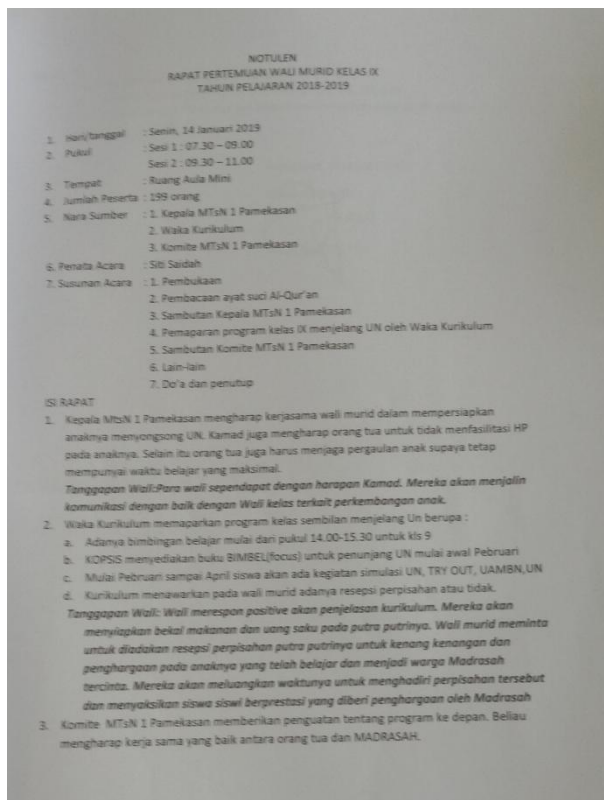 NOTULEN
RAPAT PERTEMUAN WALI MURID KELAS IX
TAHUN PELAJARAN 2018-2019
1. Hari/tanggal : Senin, 14 Januari 2019
2. Pukul : Sesi 1 : 07.30 – 09.00
Sesi 2 : 09.30 – 11.00
3. Tempat : Ruang Aula Mini
4. Jumlah Peserta : 199 orang
5. Nara Sumber : 1. Kepala MTsN 1 Pamekasan
2. Waka Kurikulum
3. Komite MTsN 1 Pamekasan
6. Penata Acara : Siti Saidah
7. Susunan Acara : 1. Pembukaan
2. Pembacaan ayat suci Al-Qur'an
3. Sambutan Kepala MTsN 1 Pamekasan
4. Pemaparan program kelas IX menjelang UN oleh Waka Kurikulum
5. Sambutan Komite MTsN 1 Pamekasan
6. Lain-lain
7. Do'a dan penutup
ISI RAPAT
1. Kepala MtsN 1 Pamekasan mengharap kerjasama wali murid dalam mempersiapkan
anaknya menyongsong UN. Kamad juga mengharap orang tua untuk tidak menfasilitasi HP
pada anaknya. Selain itu orang tua juga harus menjaga pergaulan anak supaya tetap
mempunyai waktu belajar yang maksimal.
Tanggapan Wali:Para wali sependapat dengan harapan Kamad. Mereka akan menjalin
komunikasi dengan baik dengan Wali kelas terkait perkembangan anak.
2. Waka Kurikulum memaparkan program kelas sembilan menjelang Un berupa :
a. Adanya bimbingan belajar mulai dari pukul 14.00-15.30 untuk kls 9
b. KOPSIS menyediakan buku BIMBEL(focus) untuk penunjang UN mulai awal Pebruari
c. Mulai Pebruari sampai April siswa akan ada kegiatan simulasi UN, TRY OUT, UAMBN,UN
d. Kurikulum menawarkan pada wali murid adanya resepsi perpisahan atau tidak.
Tanggapan Wali: Wali merespon positive akan penjelasan kurikulum. Mereka akan
menyiapkan bekal makanan dan uang saku pada putra putrinya. Wali murid meminta
untuk diadakan resepsi perpisahan putra putrinya untuk kenang kenangan dan
penghargaan pada anaknya yang telah belajar dan menjadi warga Madrasah
tercinta. Mereka akan meluangkan waktunya untuk menghadiri perpisahan tersebut
dan menyaksikan siswa siswi berprestasi yang diberi penghargaan oleh Madrasah
3. Komite MTsN 1 Pamekasan memberikan penguatan tentang program ke depan. Beliau
mengharap kerja sama yang baik antara orang tua dan MADRASAH.